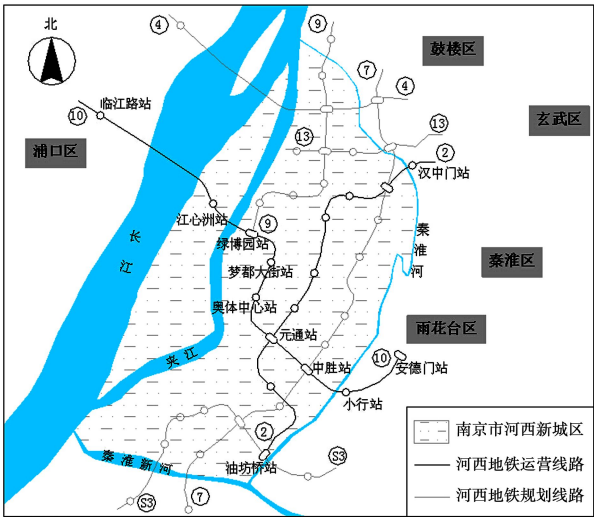 北
④
⑨
鼓楼区
⑦
④
临江路站
⑩
玄武区
⑬
⑬
②
浦口区
汉中门站
江心洲站
⑨
绿博园站
长江
秦淮河
秦淮区
梦都大街站
奥体中心站
元通站
雨花台区
夹江
中胜站
⑩
安德门站
小行站
②
南京市河西新城区
秦淮新河
油坊桥站
S3
河西地铁运营线路
S3
⑦
河西地铁规划线路